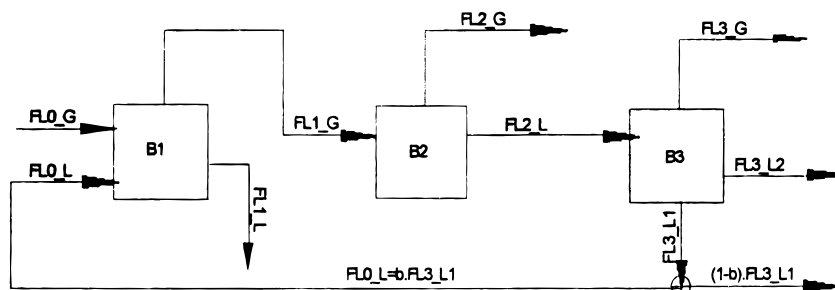 FL2_G
FL3_G
FL0_G
B1
FL1_G
B2
FL2_L
B3
FL0_L
FL3_L2
FL1_L
FL3_L1
FL0_L=b.FL3_L1
(1-b).FL3_L1